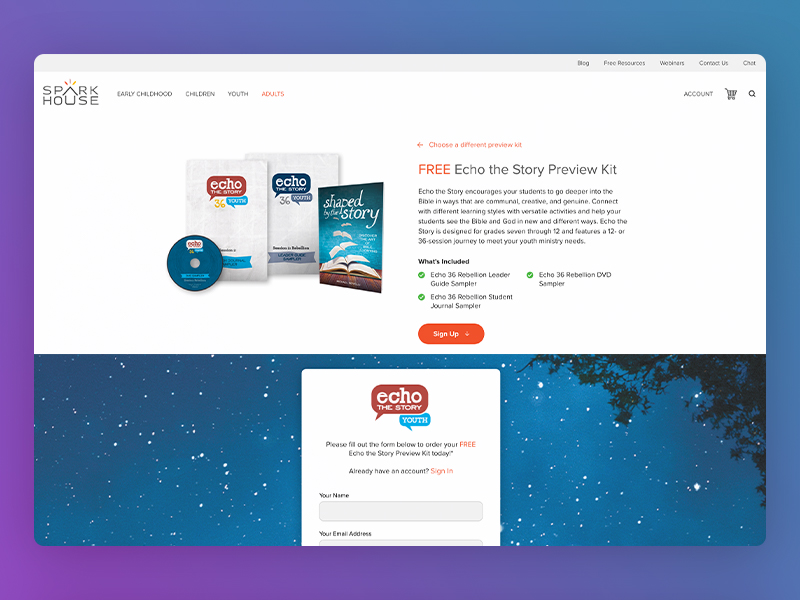 Blog Free Resources Webinars Contact Us Chat
SPARK
HOUSE
EARLY CHILDHOOD CHILDREN YOUTH ADULTS
ACCOUNT
← Choose a different preview kit
FREE Echo the Story Preview Kit
Echo the Story encourages your students to go deeper into the
Bible in ways that are communal, creative, and genuine. Connect
with different learning styles with versatile activities and help your
students see the Bible and God in new and different ways. Echo the
Story is designed for grades seven through 12 and features a 12- or
36-session journey to meet your youth ministry needs.
What's Included
Echo 36 Rebellion Leader
Guide Sampler
Echo 36 Rebellion DVD
Sampler
Echo 36 Rebellion Student
Journal Sampler
Sign Up ↓
echo
THE STORY
36 YOUTH
echo
THE STORY
36 YOUTH
Session 2: Rebellion
LEADER GUIDE
SAMPLER
shaped
by the story
echo
echo
THE STORY
YOUTH
Please fill out the form below to order your FREE
Echo the Story Preview Kit today!*
Already have an account? Sign In
Your Name
Your Email Address